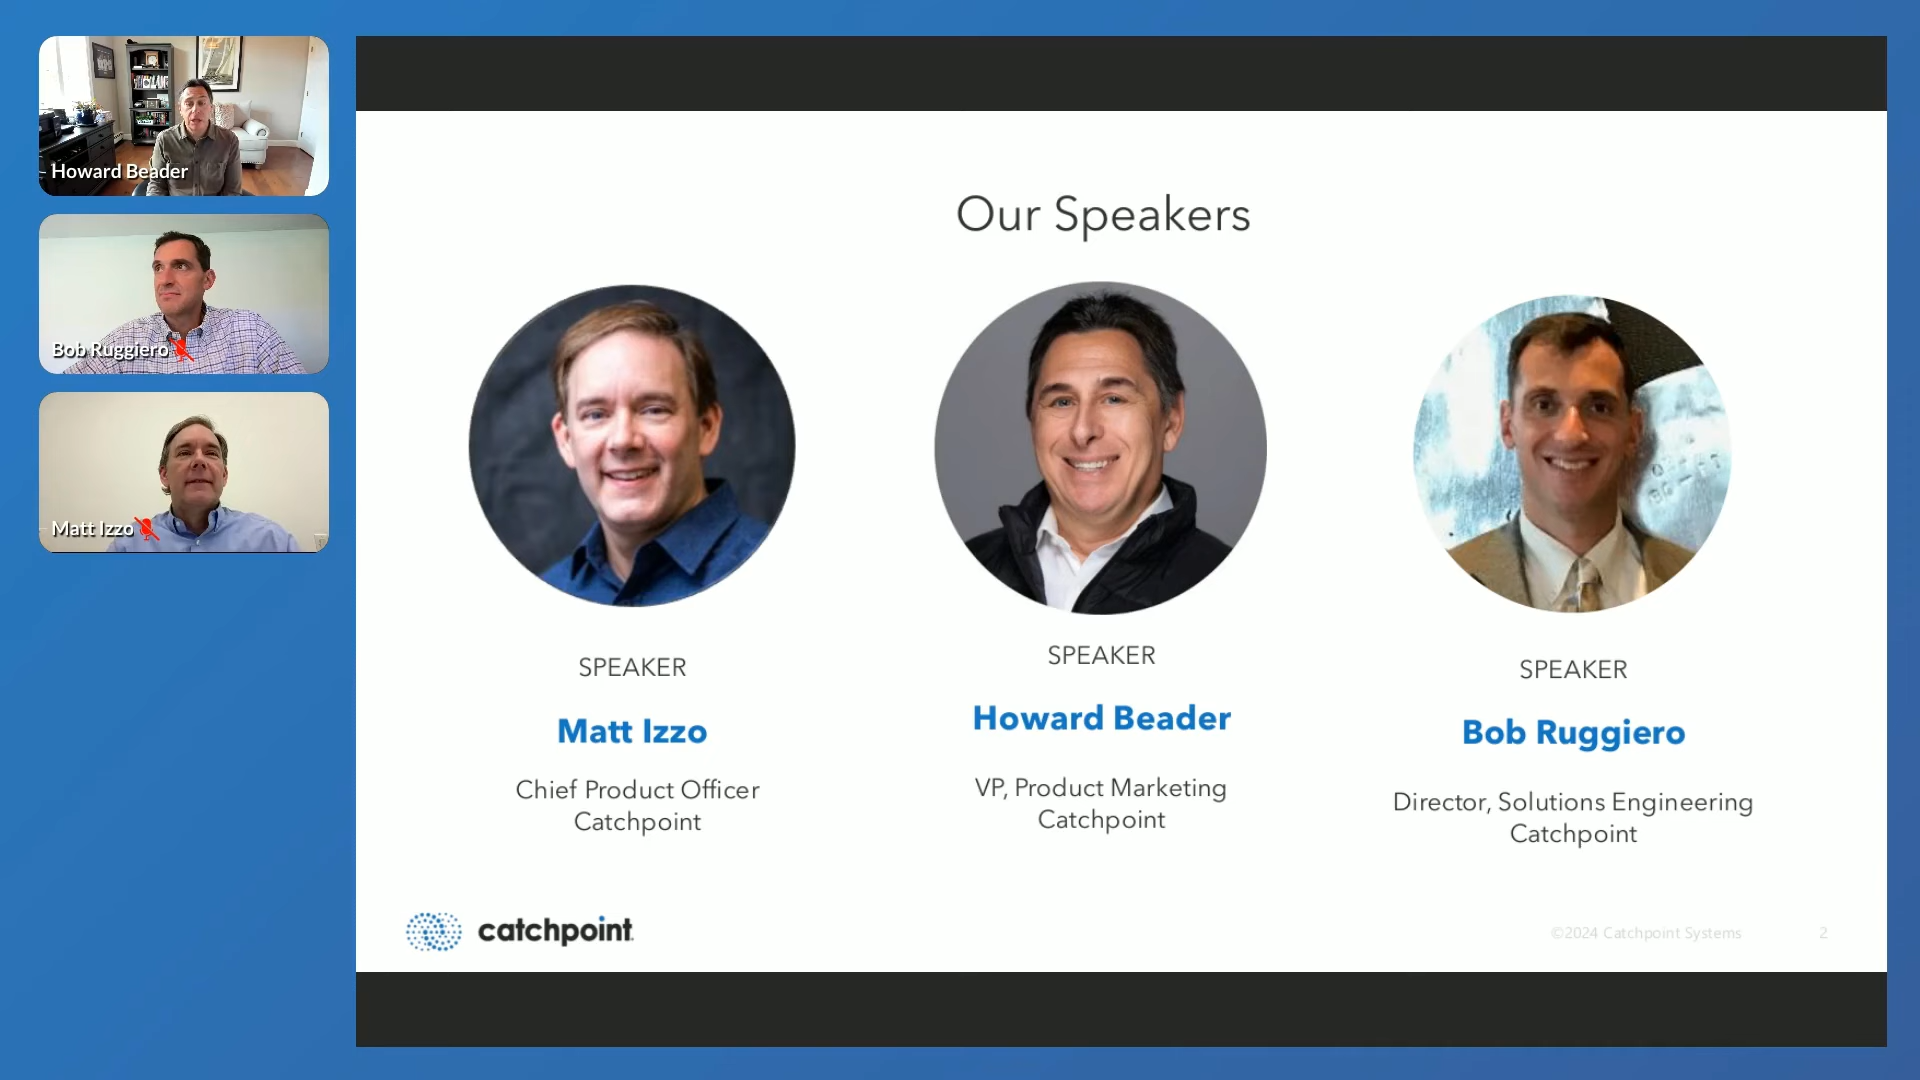 Howard Beader
Bob Ruggiero
Matt Izzo
Our Speakers
SPEAKER
Matt Izzo
Chief Product Officer
Catchpoint
SPEAKER
Howard Beader
VP, Product Marketing
Catchpoint
SPEAKER
Bob Ruggiero
Director, Solutions Engineering
Catchpoint
catchpoint
©2024 Catchpoint Systems
2